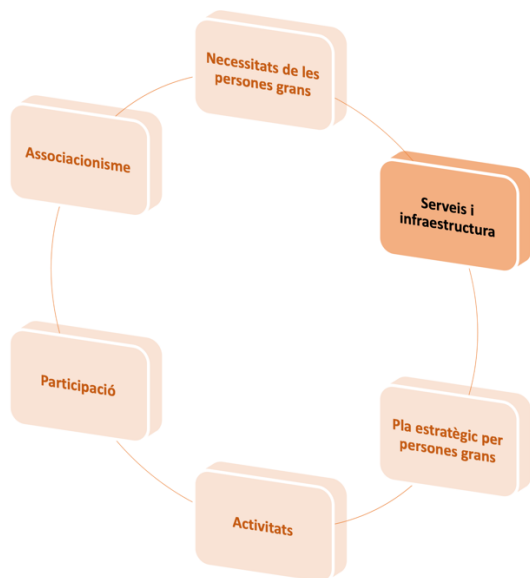 Necessitats de les
persones grans
Serveis i
infraestructura
Pla estratègic per
persones grans
Activitats
Participació
Associacionisme